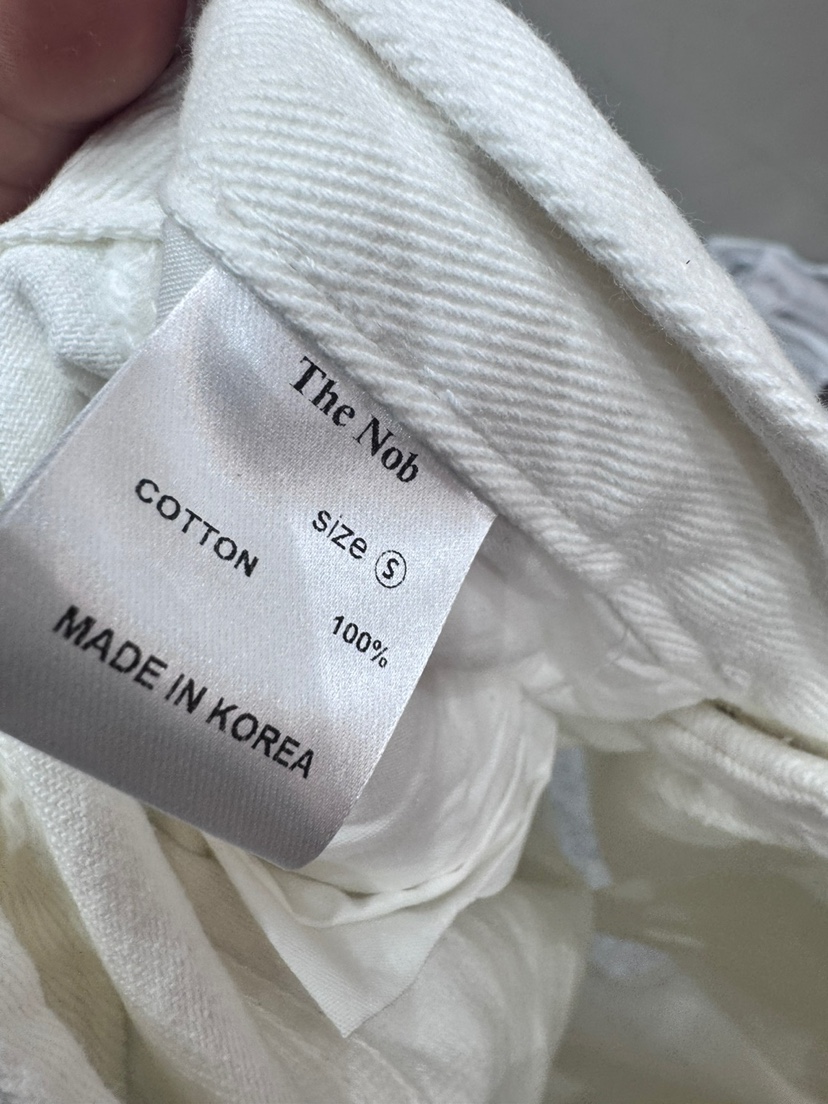 The Nob
size Ⓢ
COTTON 100%
MADE IN KOREA